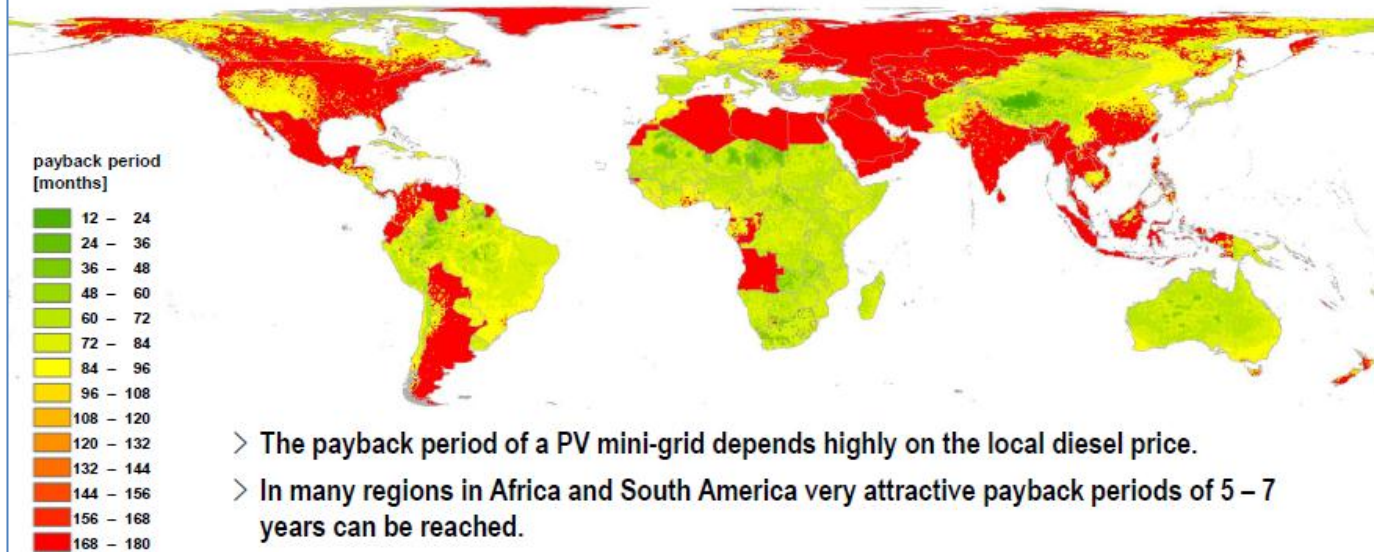 payback period
[months]
12 – 24
24 – 36
36 – 48
48 – 60
60 – 72
72 – 84
84 – 96
96 – 108
108 – 120
120 – 132
132 – 144
144 – 156
156 – 168
168 – 180
> The payback period of a PV mini-grid depends highly on the local diesel price.
> In many regions in Africa and South America very attractive payback periods of 5 – 7
years can be reached.